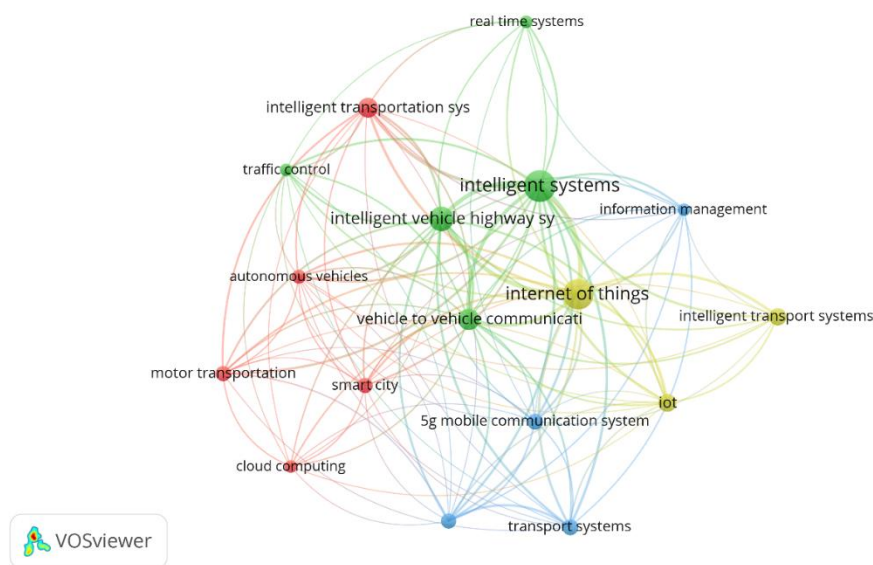 real time systems
intelligent transportation sys
traffic control
intelligent systems
intelligent vehicle highway sy
information management
autonomous vehicles
internet of things
vehicle to vehicle communicati
intelligent transport systems
motor transportation
smart city
iot
5g mobile communication system
cloud computing
transport systems
VOSviewer